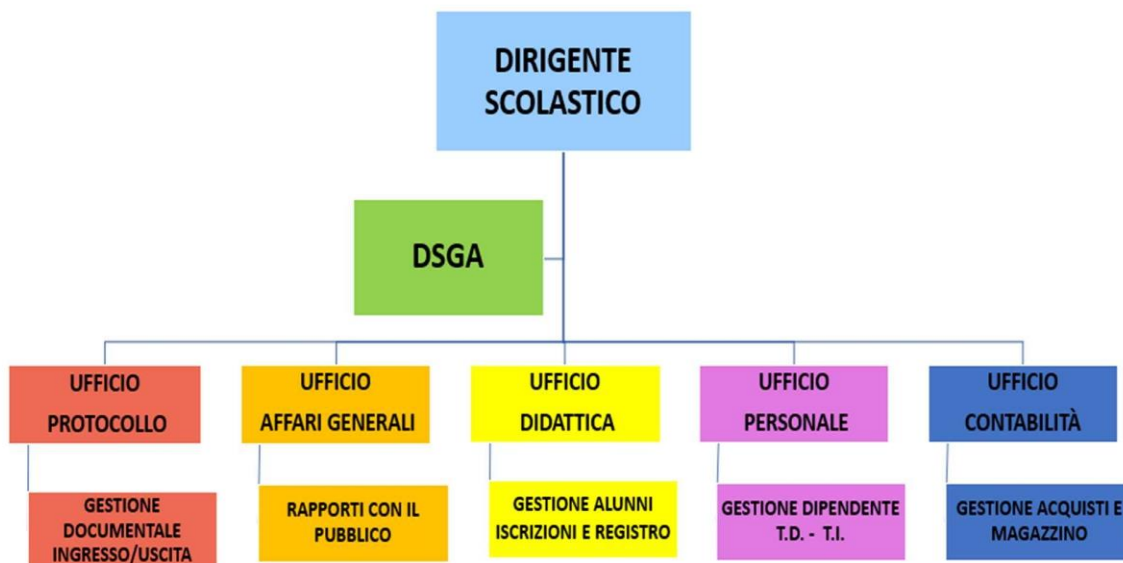 DIRIGENTE
SCOLASTICO
DSGA
UFFICIO
PROTOCOLLO
UFFICIO
AFFARI GENERALI
UFFICIO
DIDATTICA
UFFICIO
PERSONALE
UFFICIO
CONTABILITÀ
GESTIONE
DOCUMENTALE
INGRESSO/USCITA
RAPPORTI CON IL
PUBBLICO
GESTIONE ALUNNI
ISCRIZIONI E REGISTRO
GESTIONE DIPENDENTE
T.D. - T.I.
GESTIONE ACQUISTI E
MAGAZZINO